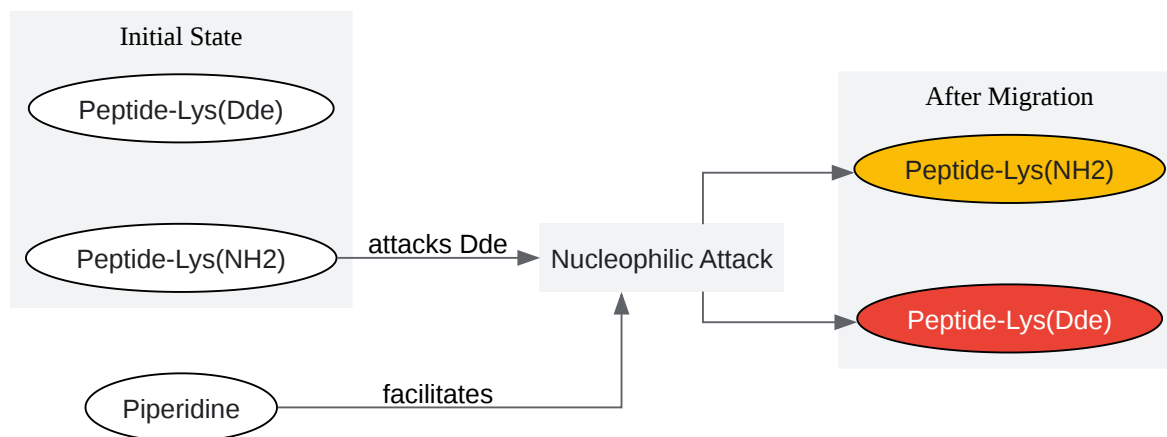 Initial State
Peptide-Lys(Dde)
Peptide-Lys(NH2)
attacks Dde
Nucleophilic Attack
Piperidine
facilitates
After Migration
Peptide-Lys(NH2)
Peptide-Lys(Dde)